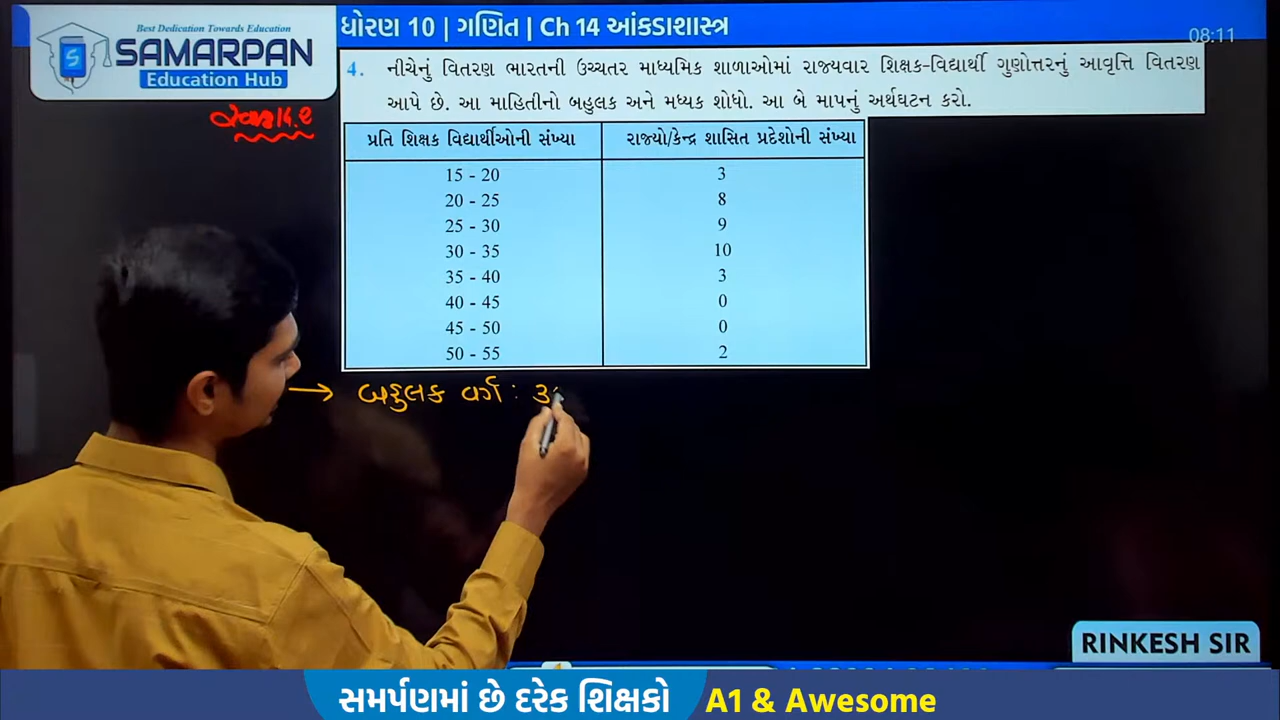 Best Dedication Towards Education
SAMARPAN
Education Hub
S
ધોરણ 10 | ગણિત | Ch 14 આંકડાશાસ્ત્ર
08:11
4. નીચેનું વિતરણ ભારતની ઉચ્ચતર માધ્યમિક શાળાઓમાં રાજ્યવાર શિક્ષક-વિદ્યાર્થી ગુણોત્તરનું આવૃત્તિ વિતરણ
આપે છે. આ માહિતીનો બહુલક અને મધ્યક શોધો. આ બે માપનું અર્થઘટન કરો.
પ્રતિ શિક્ષક વિદ્યાર્થીઓની સંખ્યા રાજ્યો/કેન્દ્ર શાસિત પ્રદેશોની સંખ્યા
15 - 20 3
20 - 25 8
25 - 30 9
30 - 35 10
35 - 40 3
40 - 45 0
45 - 50 0
50 - 55 2
→ બહુલક વર્ગ : ૩
RINKESH SIR
સમર્પણમાં છે દરેક શિક્ષકો A1 & Awesome